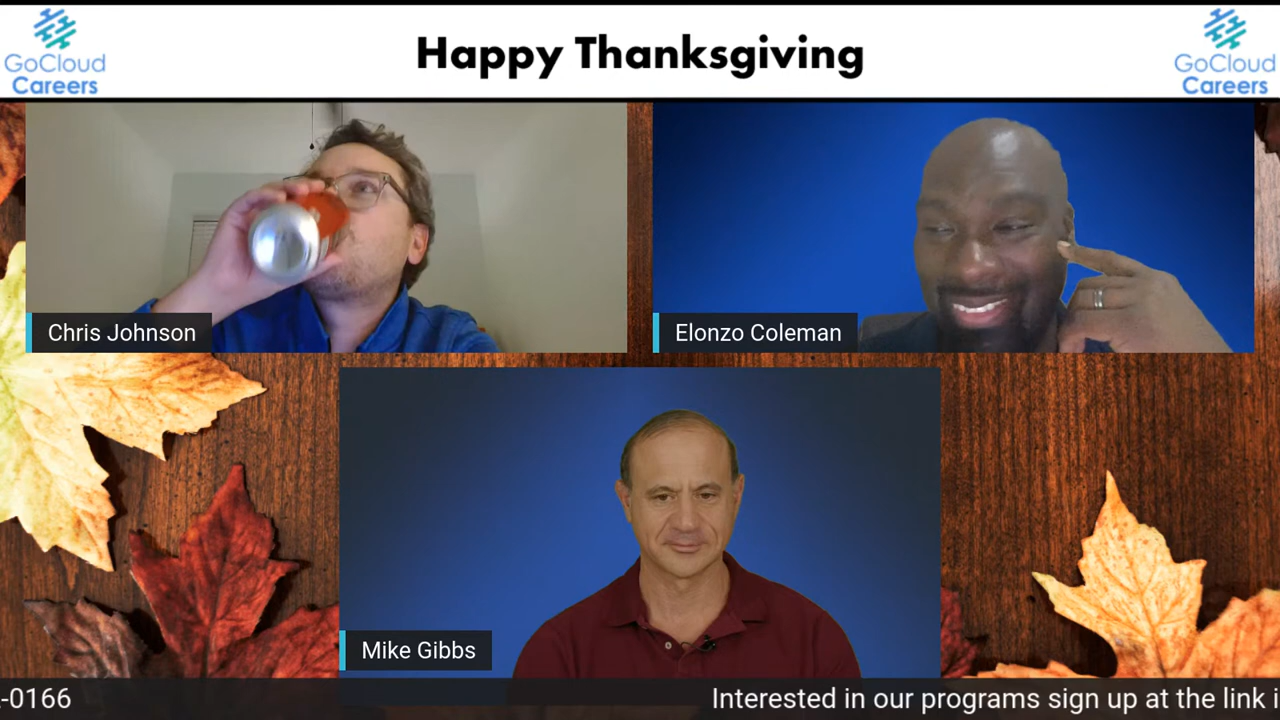 GoCloud
Careers
Happy Thanksgiving
GoCloud
Careers
Chris Johnson
Elonzo Coleman
Mike Gibbs
-0166
Interested in our programs sign up at the link i